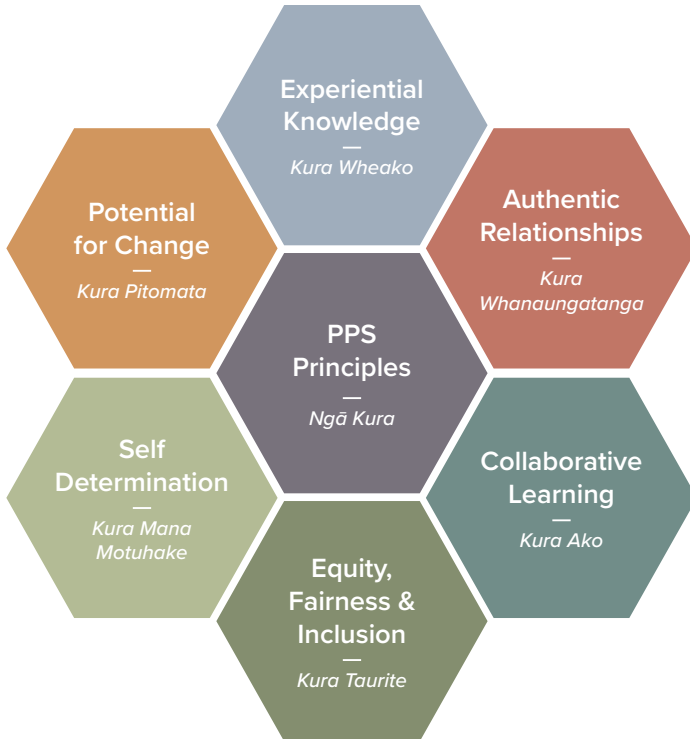 Experiential
Knowledge
—
Kura Wheako
Potential
for Change
—
Kura Pitomata
Authentic
Relationships
—
Kura
Whanaungatanga
PPS
Principles
—
Ngā Kura
Self
Determination
—
Kura Mana
Motuhake
Collaborative
Learning
—
Kura Ako
Equity,
Fairness &
Inclusion
—
Kura Taurite